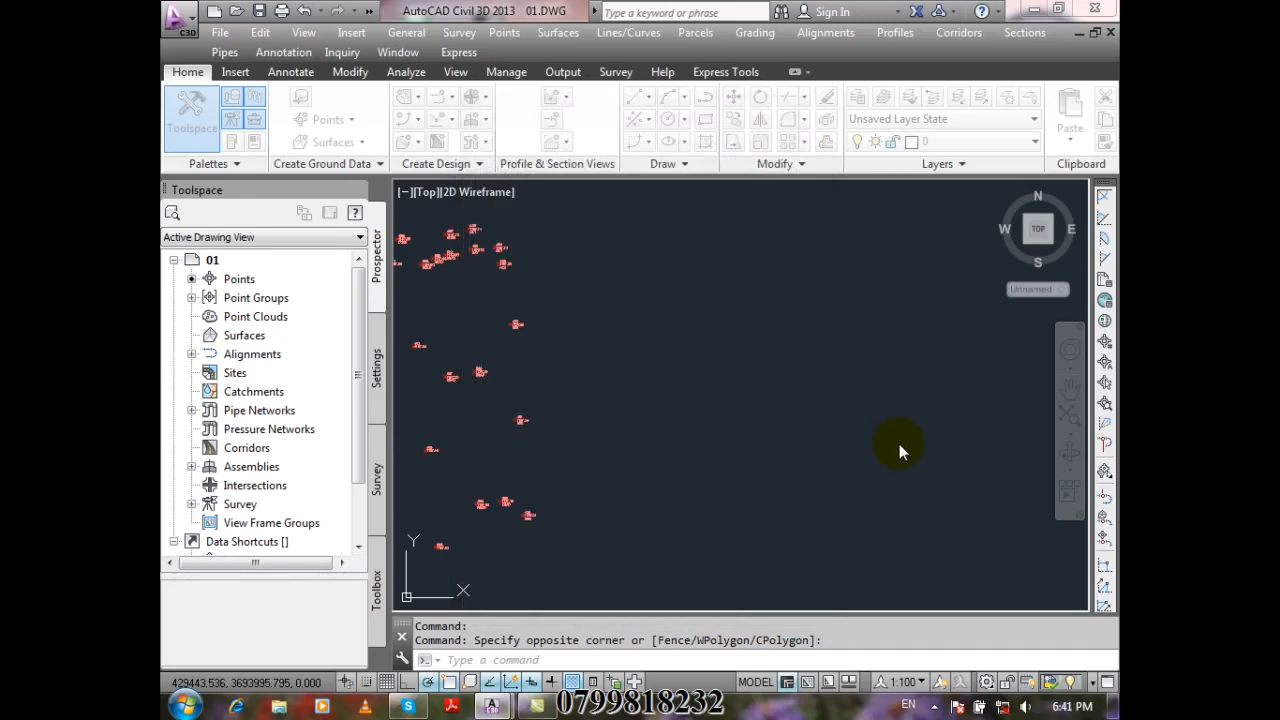 AutoCAD Civil 3D 2013 01.DWG
Type a keyword or phrase
Sign In
C3D
File Edit View Insert General Survey Points Surfaces Lines/Curves Parcels Grading Alignments Profiles Corridors Sections
Pipes Annotation Inquiry Window Express
Home Insert Annotate Modify Analyze View Manage Output Survey Help Express Tools
Toolspace
Points
Surfaces
Unsaved Layer State
0
Paste
Palettes Create Ground Data Create Design Profile & Section Views Draw Modify Layers Clipboard
Toolspace
Active Drawing View
01
Points
Point Groups
Point Clouds
Surfaces
Alignments
Sites
Catchments
Pipe Networks
Pressure Networks
Corridors
Assemblies
Intersections
Survey
View Frame Groups
Data Shortcuts []
Prospector
Settings
Survey
Toolbox
[−][Top][2D Wireframe]
N
W TOP E
S
Unnamed
Y
X
Command:
Command: Specify opposite corner or [Fence/WPolygon/CPolygon]:
Type a command
429443.536, 3693995.795, 0.000
MODEL
1:100
0799818232
EN
6:41 PM